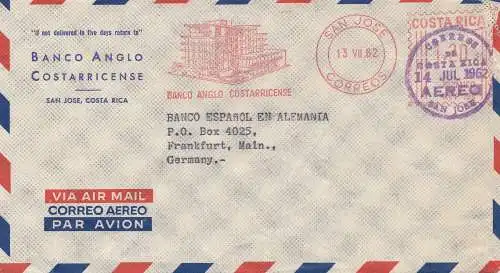 "If not delivered in five days return to"
BANCO ANGLO
COSTARRICENSE
SAN JOSE, COSTA RICA
BANCO ANGLO COSTARRICENSE
SAN JOSE
13 VII.62
CORREOS
COSTA RICA
CORREOS
DE
COSTA RICA
14 JUL 1962
AEREO
SAN JOSE
BANCO ESPAÑOL EN ALEMANIA
P.O. Box 4025,
Frankfurt, Main.,
Germany.-
VIA AIR MAIL
CORREO AEREO
PAR AVION